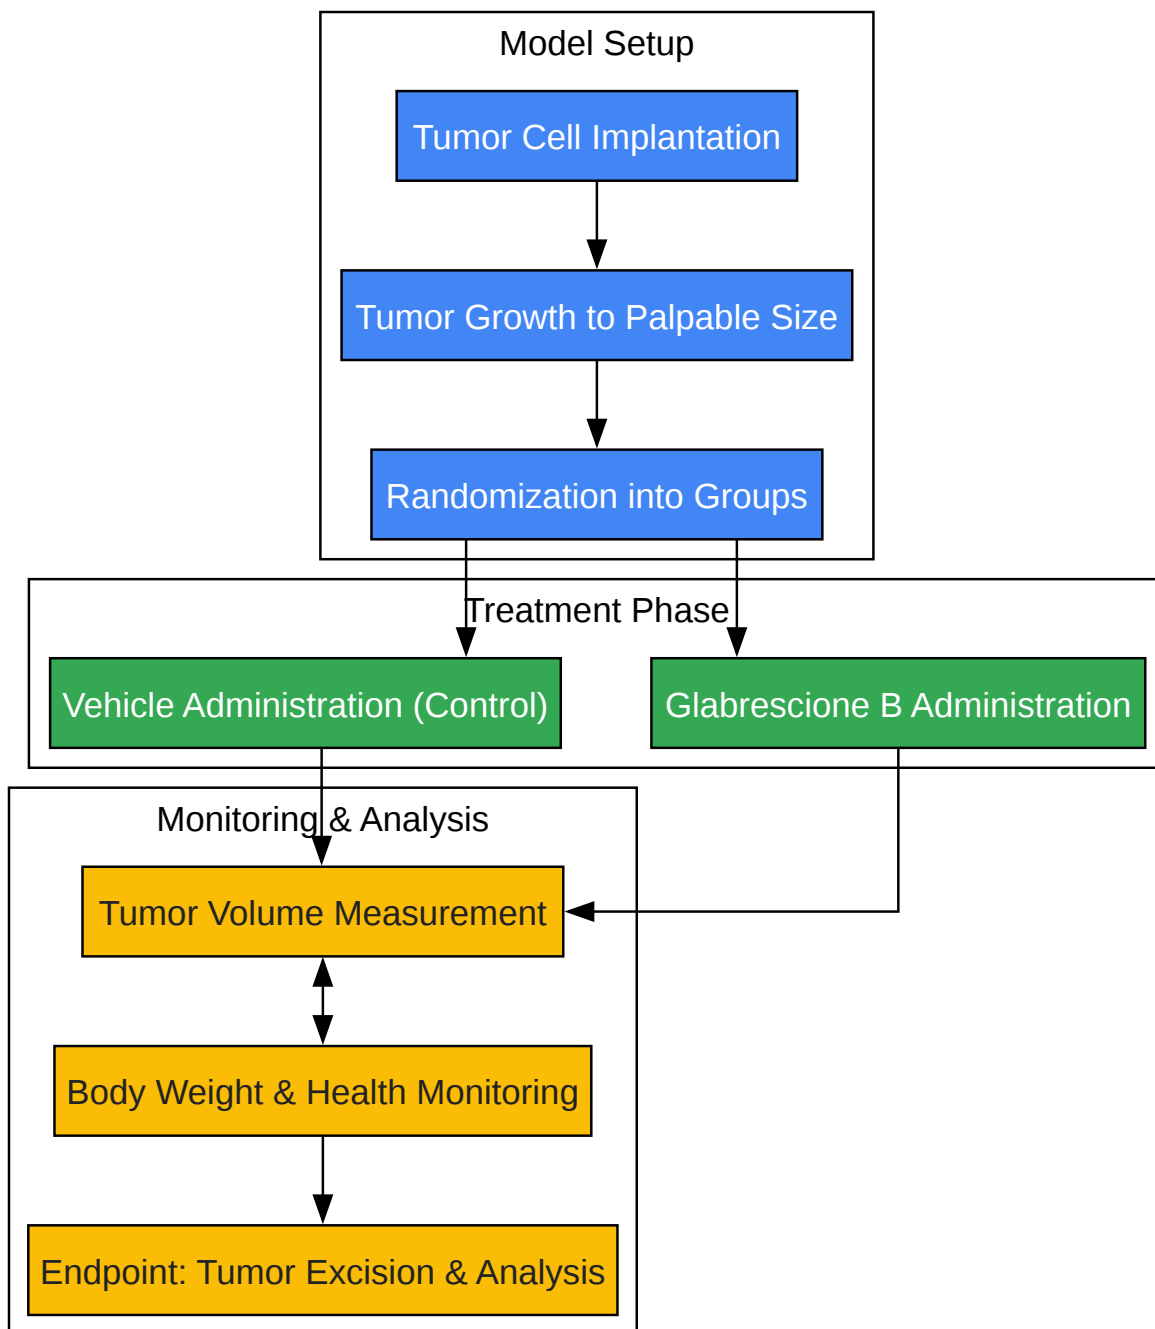 Model Setup
Tumor Cell Implantation
Tumor Growth to Palpable Size
Randomization into Groups
Treatment Phase
Vehicle Administration (Control)
Glabrescione B Administration
Monitoring & Analysis
Tumor Volume Measurement
Body Weight & Health Monitoring
Endpoint: Tumor Excision & Analysis